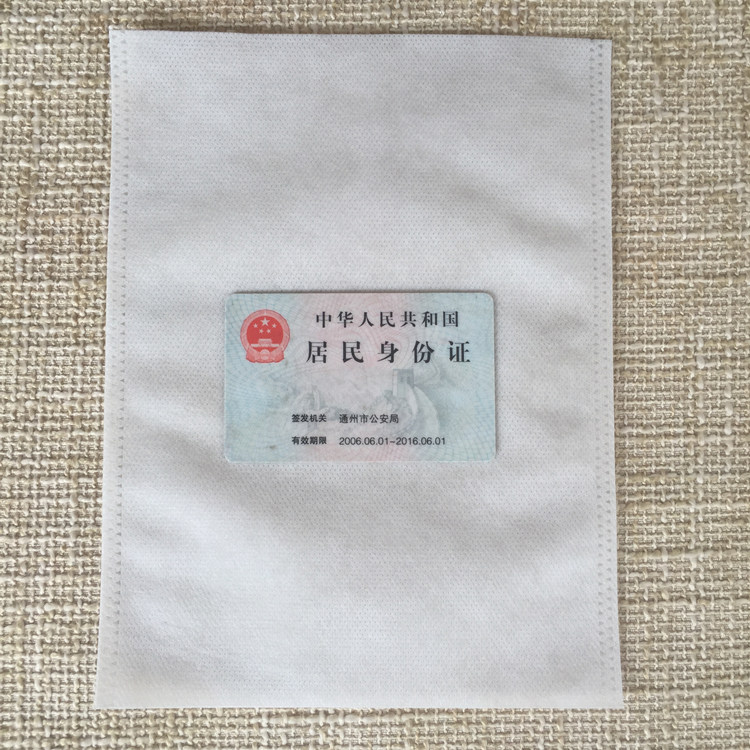 中华人民共和国
居民身份证
签发机关 通州市公安局
有效期限 2006.06.01-2016.06.01